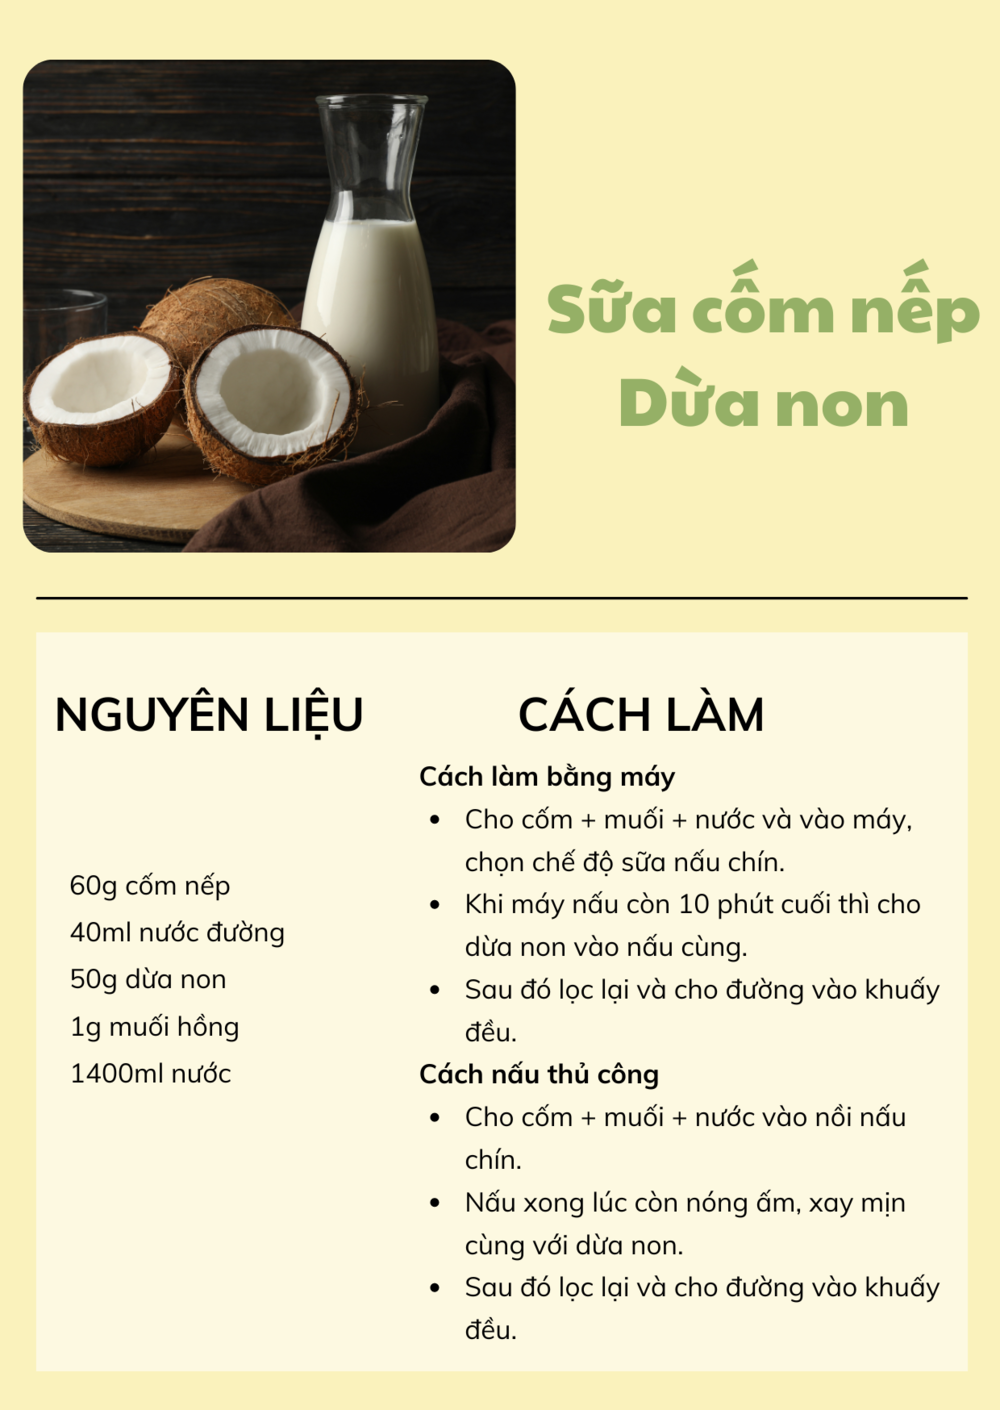 Sữa cốm nếp
Dừa non
NGUYÊN LIỆU
60g cốm nếp
40ml nước đường
50g dừa non
1g muối hồng
1400ml nước
CÁCH LÀM
Cách làm bằng máy
• Cho cốm + muối + nước và vào máy,
chọn chế độ sữa nấu chín.
• Khi máy nấu còn 10 phút cuối thì cho
dừa non vào nấu cùng.
• Sau đó lọc lại và cho đường vào khuấy
đều.
Cách nấu thủ công
• Cho cốm + muối + nước vào nồi nấu
chín.
• Nấu xong lúc còn nóng ấm, xay mịn
cùng với dừa non.
• Sau đó lọc lại và cho đường vào khuấy
đều.